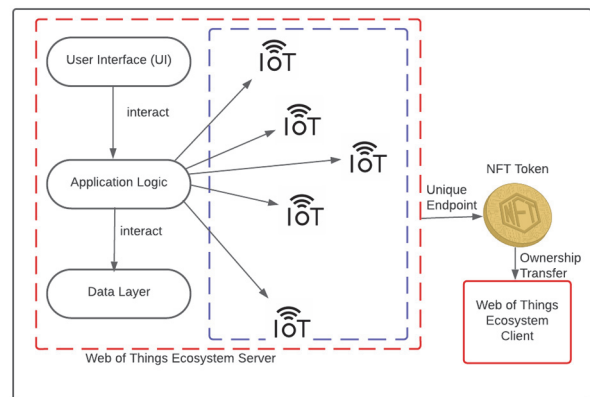 User Interface (UI)
interact
Application Logic
interact
Data Layer
IOT
IOT
IOT
IOT
IOT
Web of Things Ecosystem Server
Unique
Endpoint
NFT Token
NFT
Ownership
Transfer
Web of Things
Ecosystem
Client